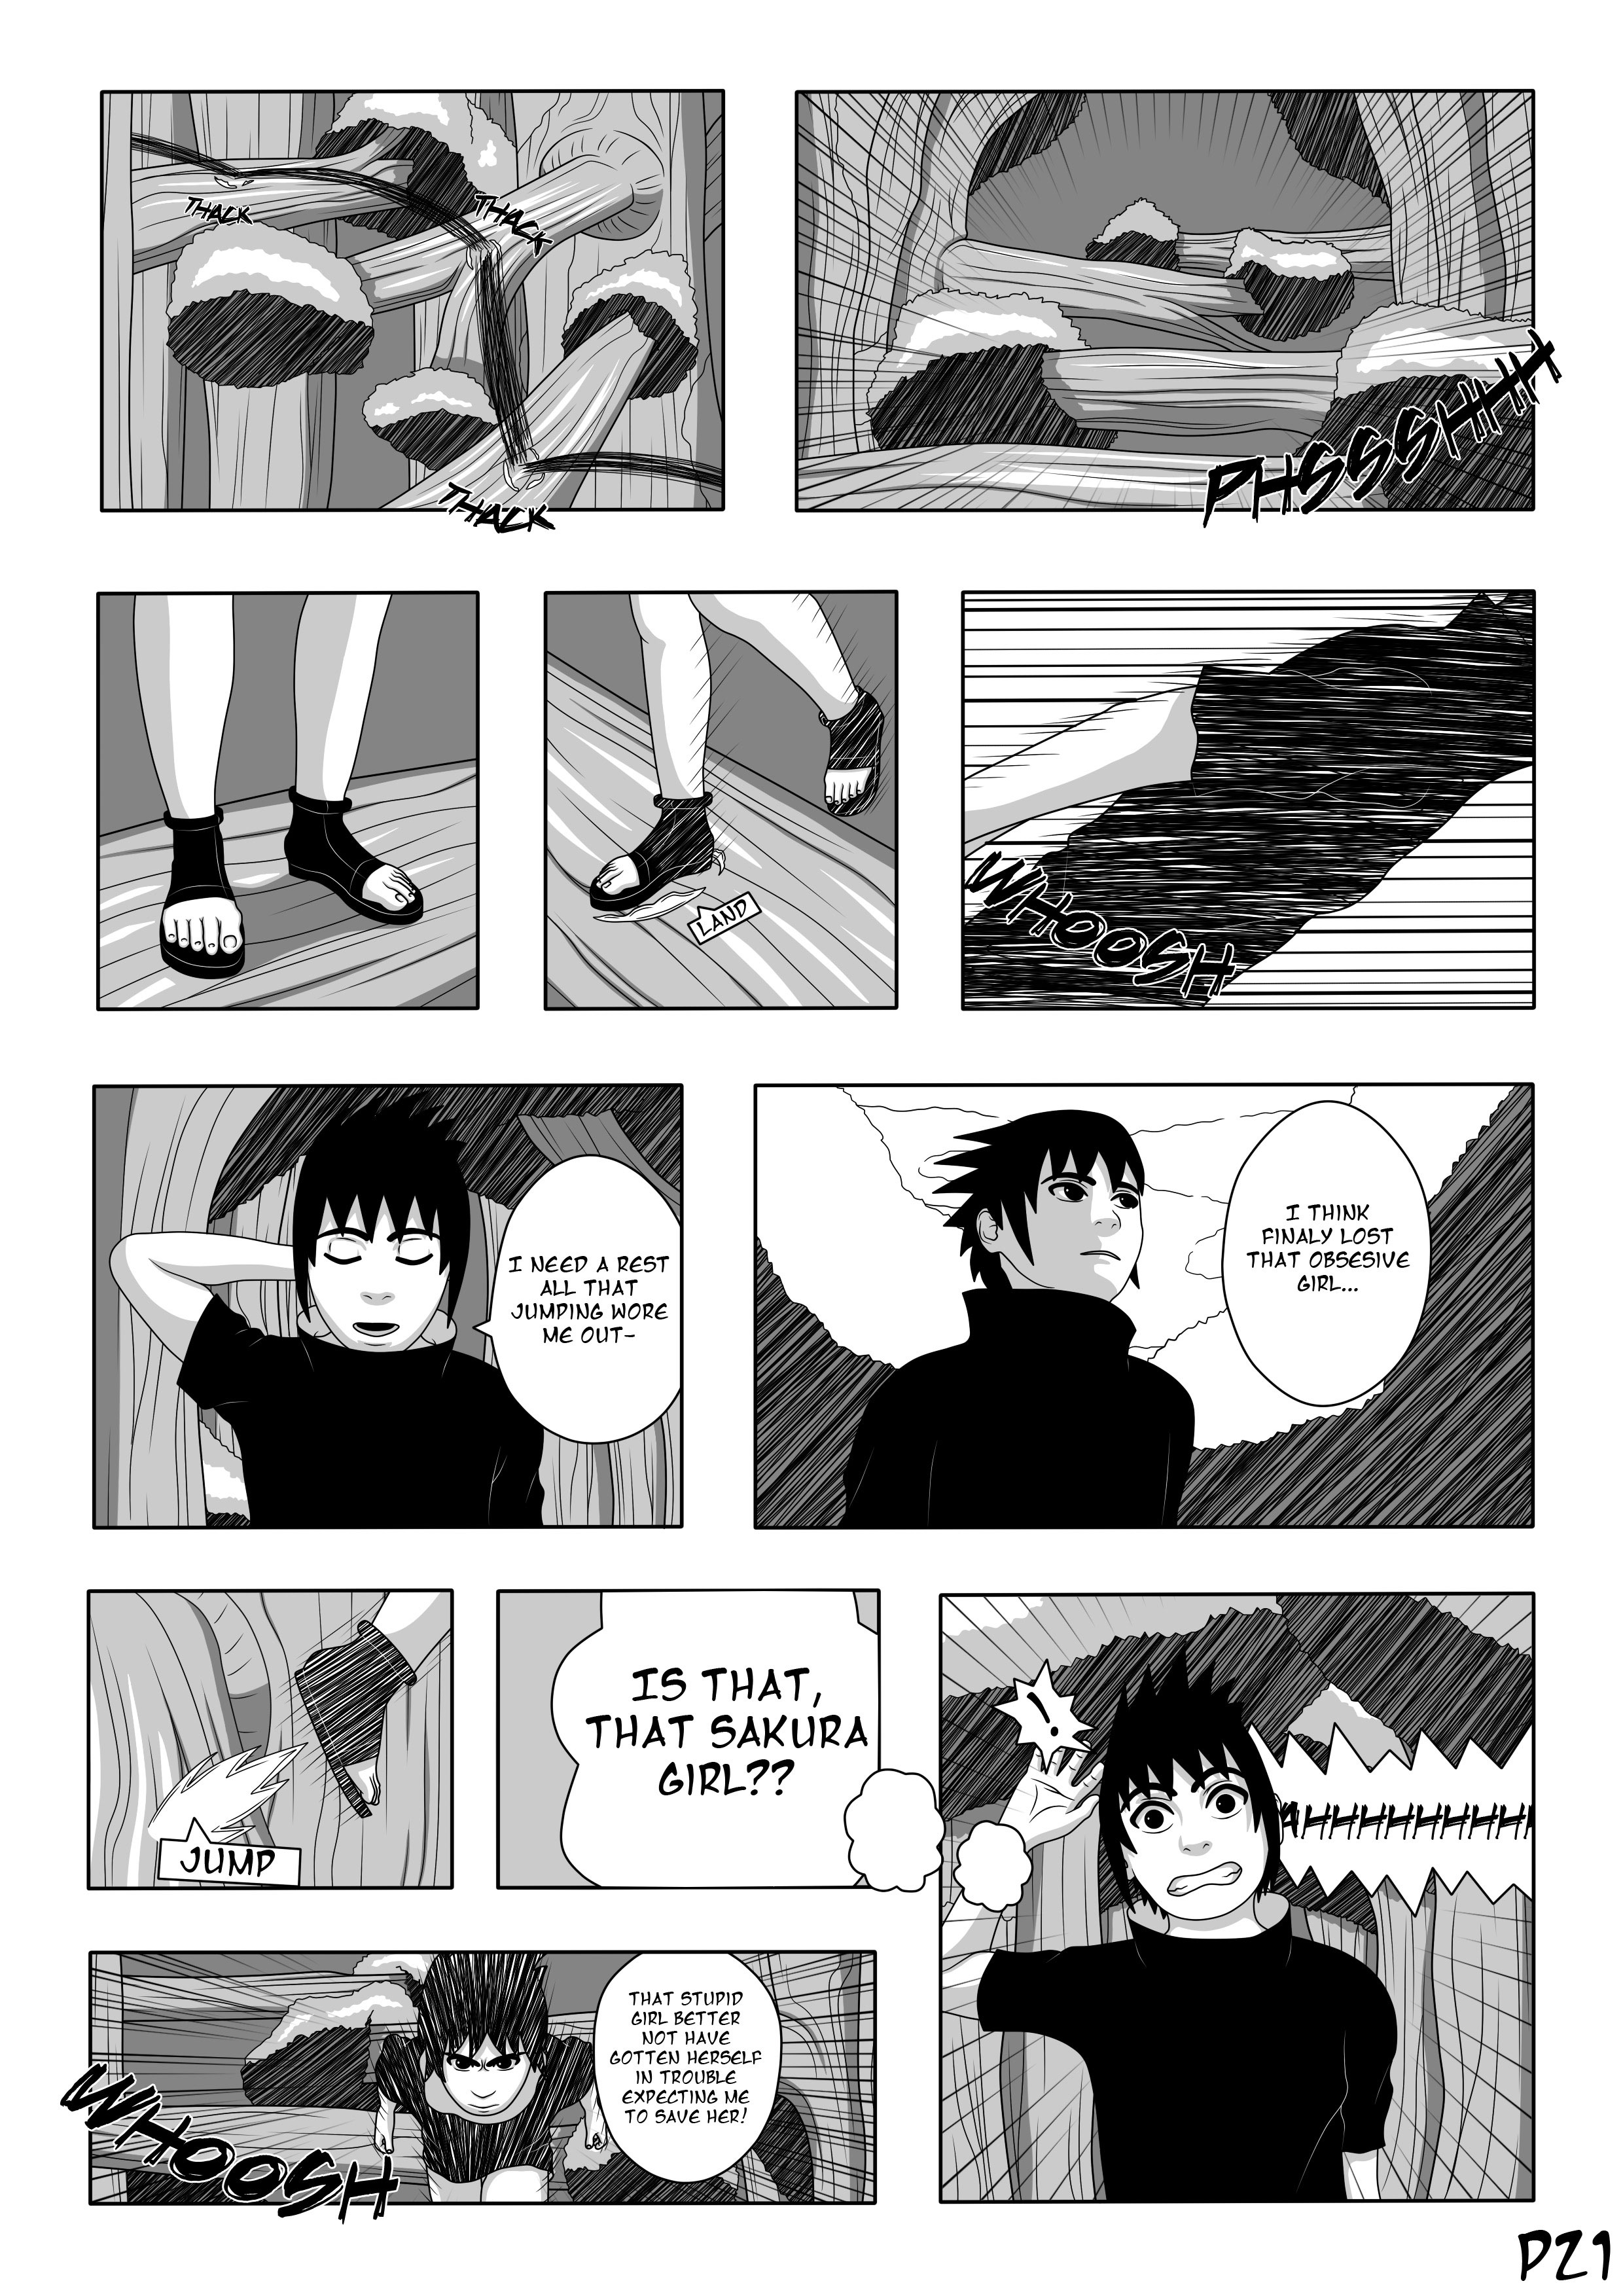 PHSSSHHH
THACK
THACK
THACK
WHOOSH
LAND
I THINK
FINALY LOST
THAT OBSESIVE
GIRL...
I NEED A REST
ALL THAT
JUMPING WORE
ME OUT-
!
AHHHHHHHHHH
IS THAT,
THAT SAKURA
GIRL??
JUMP
THAT STUPID
GIRL BETTER
NOT HAVE
GOTTEN HERSELF
IN TROUBLE
EXPECTING ME
TO SAVE HER!
WHOOSH
P21